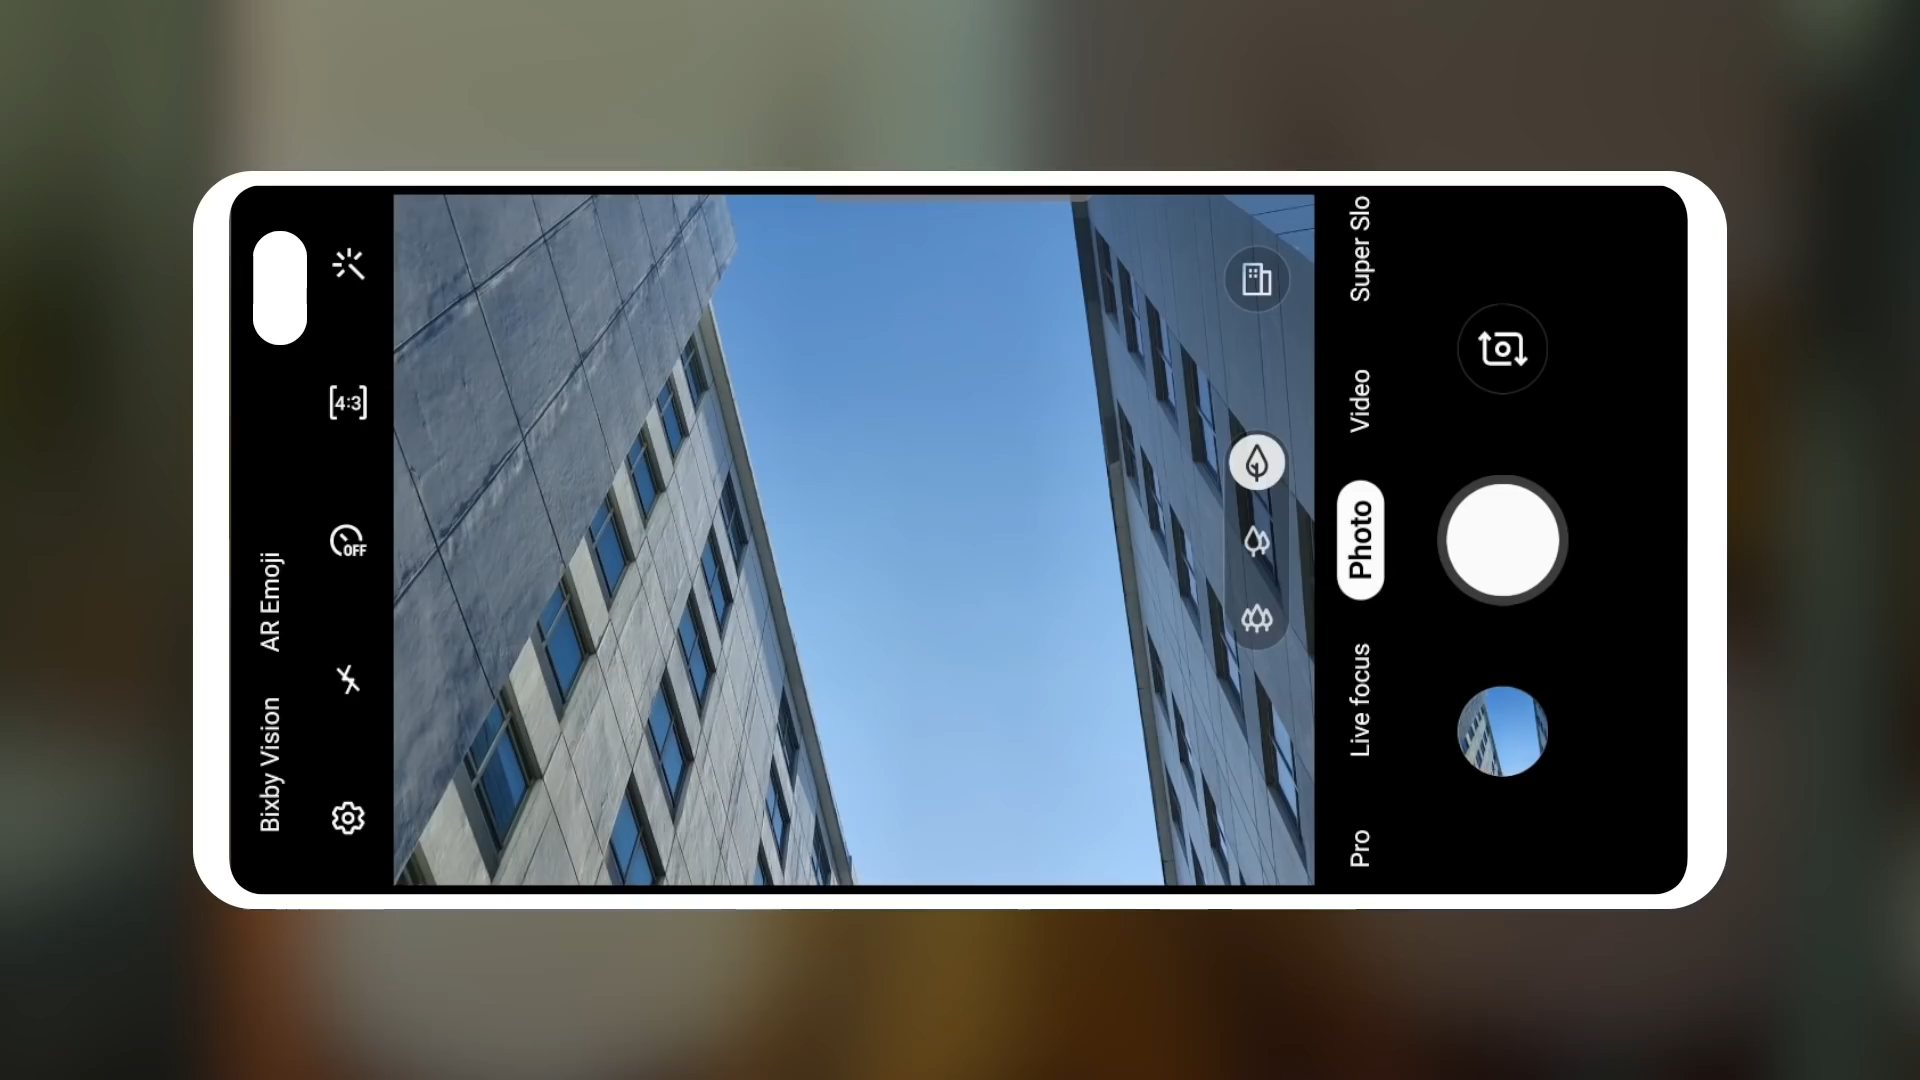 Bixby Vision
AR Emoji
OFF
4:3
Pro
Live focus
Photo
Video
Super Slo